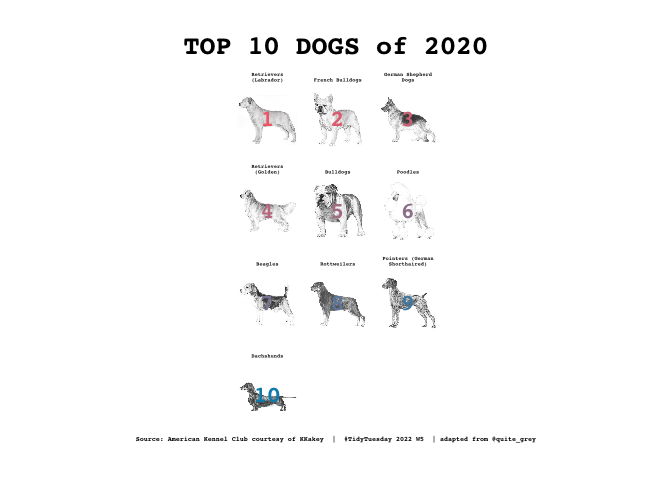 TOP 10 DOGS of 2020
Retrievers
(Labrador)
French Bulldogs
German Shepherd
Dogs
1
2
3
Retrievers
(Golden)
Bulldogs
Poodles
4
5
6
Beagles
Rottweilers
Pointers (German
Shorthaired)
7
8
9
Dachshunds
10
Source: American Kennel Club courtesy of KKakey | #TidyTuesday 2022 W5 | adapted from @quite_grey